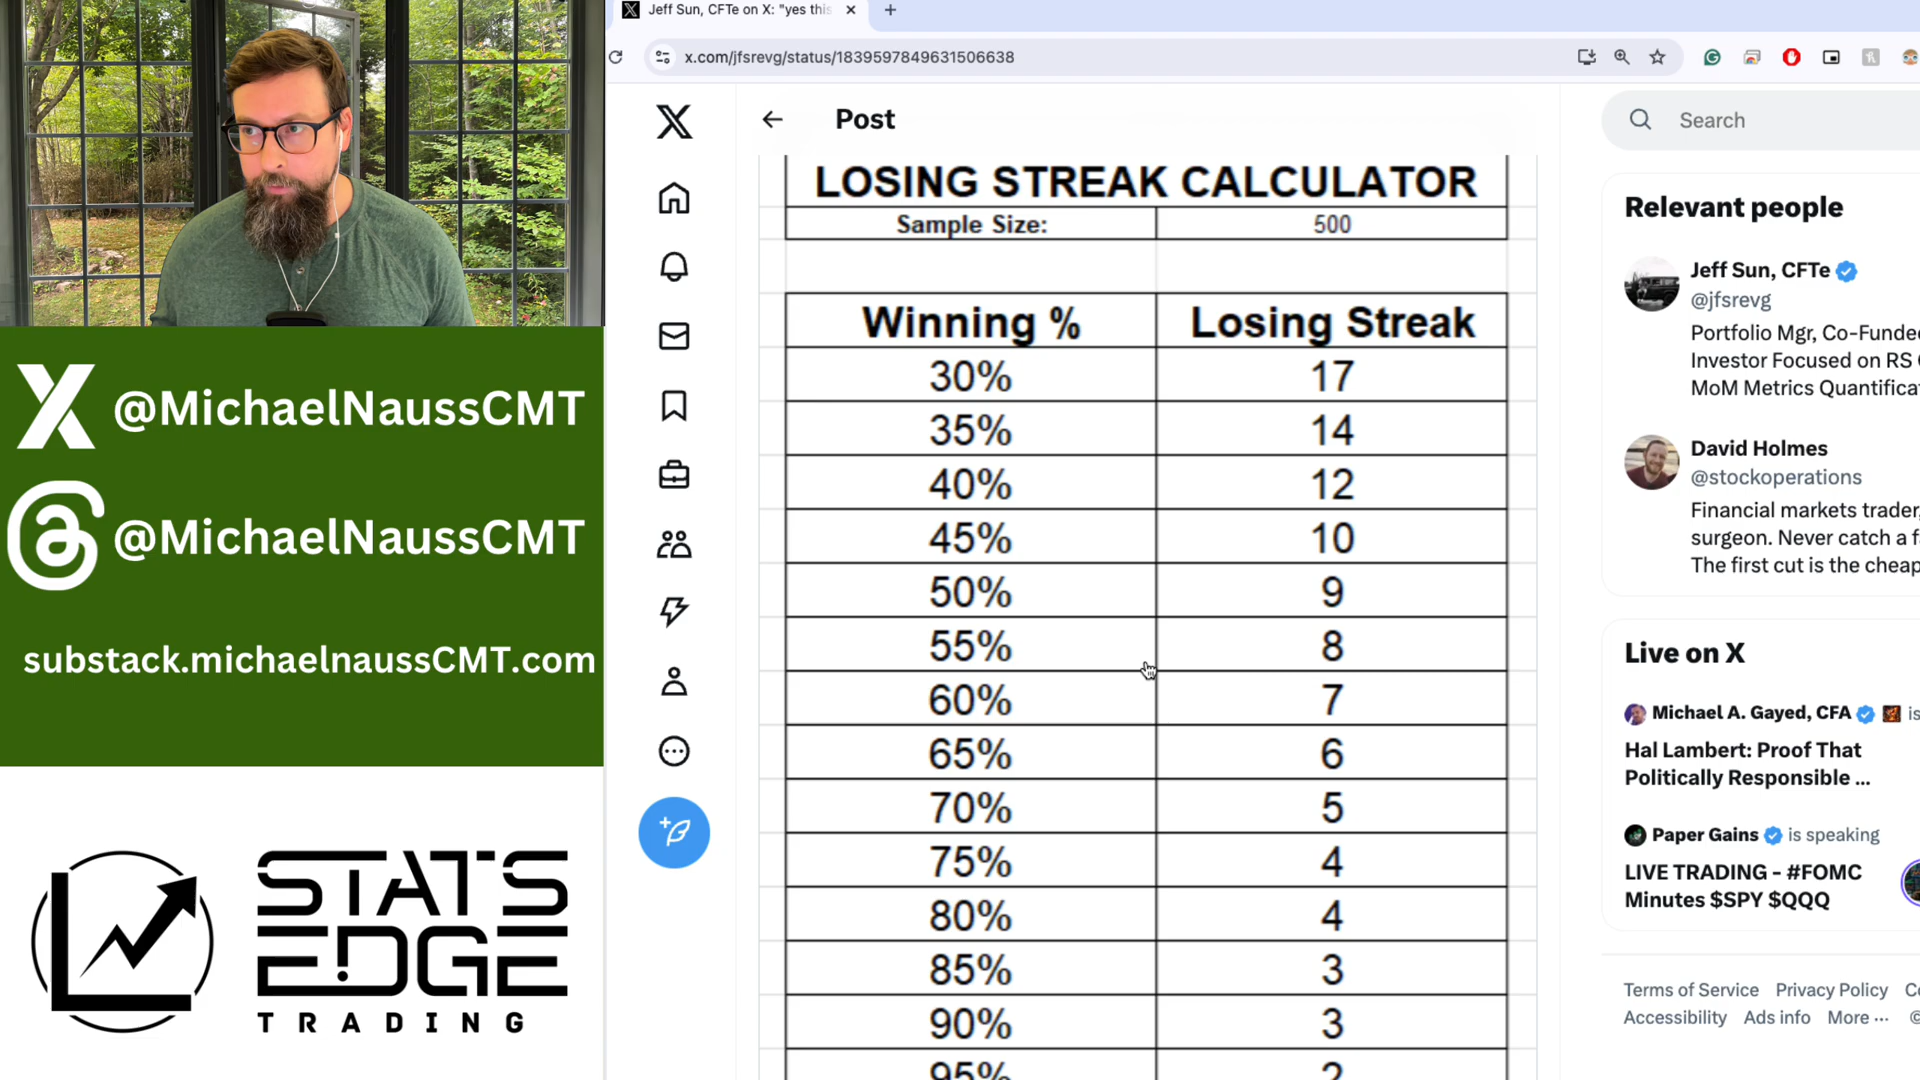 Jeff Sun, CFTe on X: "yes this
x.com/jfsrevg/status/1839597849631506638
Post
Search
LOSING STREAK CALCULATOR
Sample Size: 500
Winning % Losing Streak
30% 17
35% 14
40% 12
45% 10
50% 9
55% 8
60% 7
65% 6
70% 5
75% 4
80% 4
85% 3
90% 3
95% 2
Relevant people
Jeff Sun, CFTe
@jfsrevg
Portfolio Mgr, Co-Funde
Investor Focused on RS
MoM Metrics Quantifica
David Holmes
@stockoperations
Financial markets trader,
surgeon. Never catch a f
The first cut is the cheap
Live on X
Michael A. Gayed, CFA is
Hal Lambert: Proof That
Politically Responsible ...
Paper Gains is speaking
LIVE TRADING - #FOMC
Minutes $SPY $QQQ
Terms of Service Privacy Policy
Accessibility Ads info More ...
X @MichaelNaussCMT
@MichaelNaussCMT
substack.michaelnaussCMT.com
STATS
EDGE
TRADING